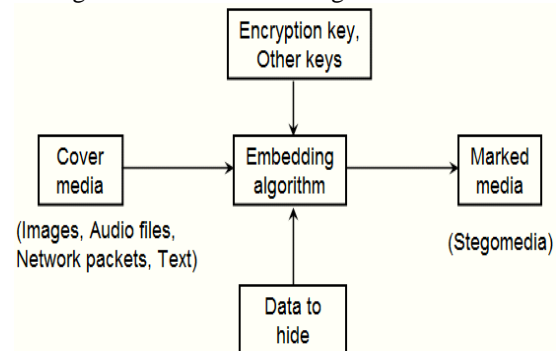 Encryption key,
Other keys
Cover
media
Embedding
algorithm
Marked
media
(Images, Audio files,
Network packets, Text)
(Stegomedia)
Data to
hide